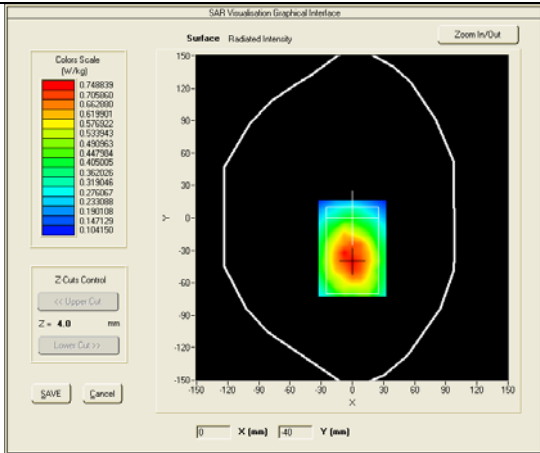 SAR Visualisation Graphical Interface
Surface Radiated Intensity
Zoom In/Out
Colors Scale
(W/kg)
0.748839
0.705860
0.662880
0.619901
0.576922
0.533943
0.490963
0.447984
0.405005
0.362026
0.319046
0.276067
0.233088
0.190108
0.147129
0.104150
Z-Cuts Control
<< Upper Cut
Z = 4.0 mm
Lower Cut >>
SAVE Cancel
150
120
90
60
30
0
-30
-60
-90
-120
-150
Y
-150 -120 -90 -60 -30 0 30 60 90 120 150
X
0 X (mm) -40 Y (mm)